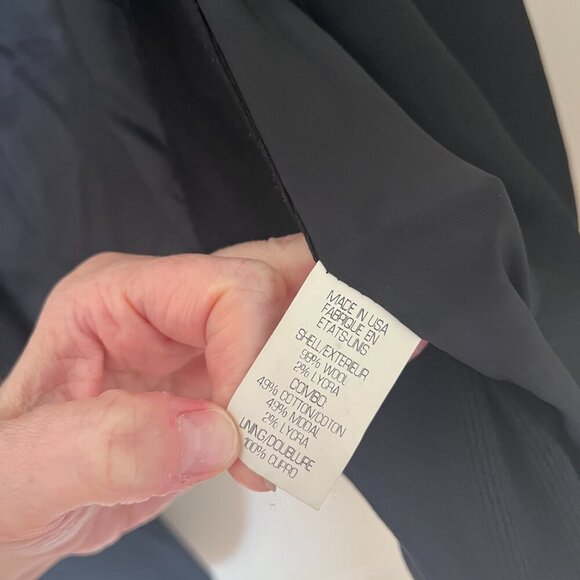 MADE IN USA
FABRIQUE EN
ETATS-UNIS
SHELL/EXTERIEUR
98% WOOL
2% LYCRA
COMBO:
49% COTTON/COTON
49% MODAL
2% LYCRA
LINING/DOUBLURE
100% CUPRO